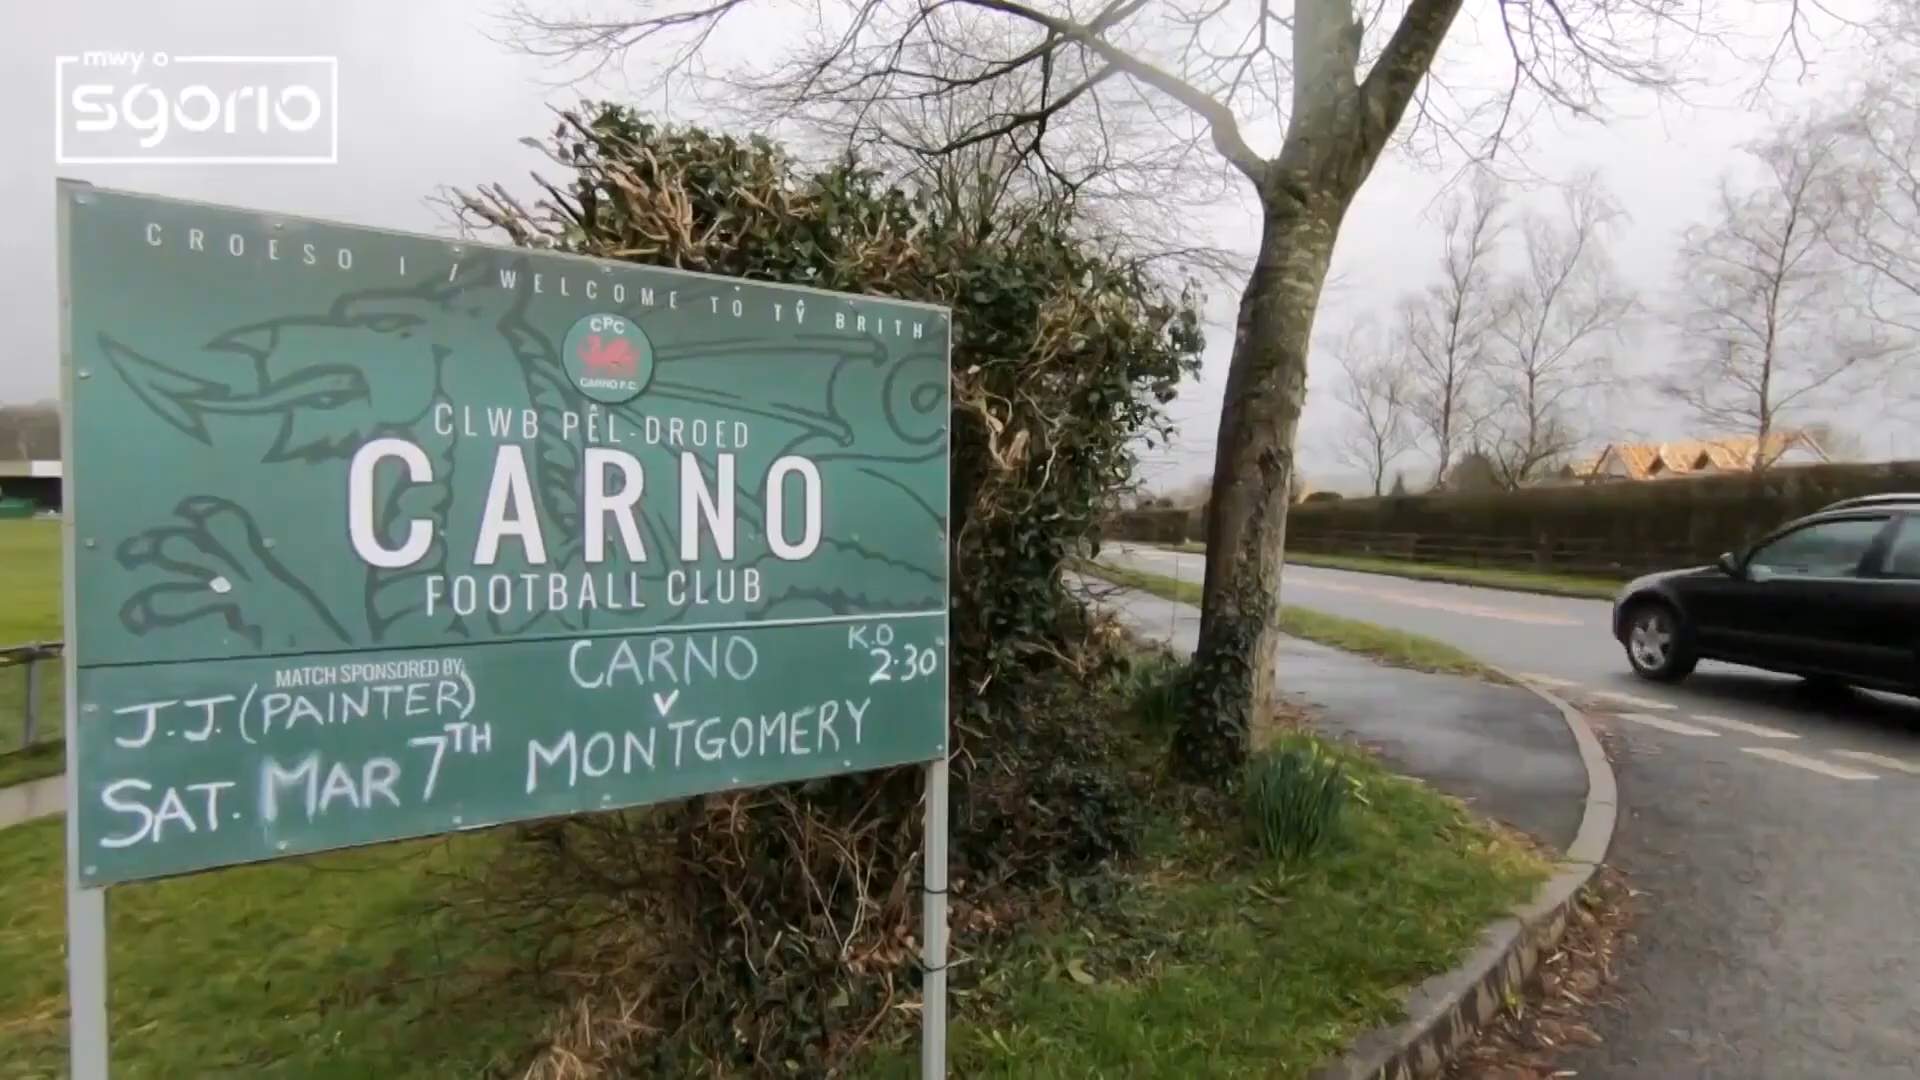 mwy o
sgorio
CROESO I / WELCOME TO TŶ BRITH
CPC
CARNO F.C.
CLWB PÊL-DROED
CARNO
FOOTBALL CLUB
MATCH SPONSORED BY
J.J. (PAINTER)
SAT. MAR 7TH
CARNO
V
MONTGOMERY
K.O
2:30